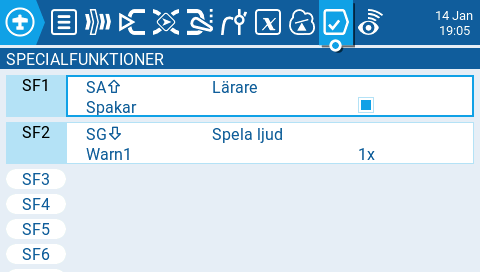 14 Jan
19:05
SPECIALFUNKTIONER
SF1 SA⇧ Lärare
Spakar
SF2 SG⇩ Spela ljud
Warn1 1x
SF3
SF4
SF5
SF6